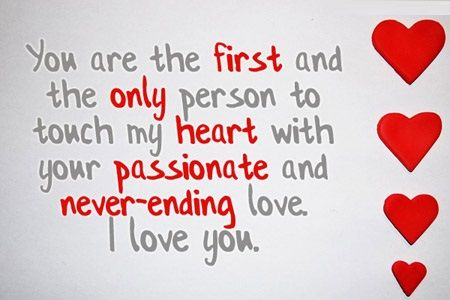 You are the first and
the only person to
touch my heart with
your passionate and
never-ending love.
I love you.